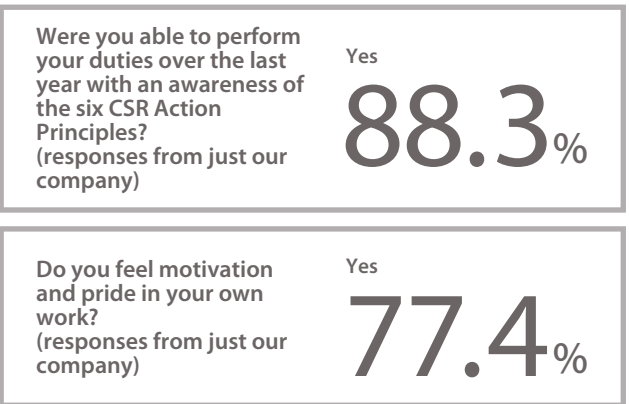 Were you able to perform
your duties over the last
year with an awareness of
the six CSR Action
Principles?
(responses from just our
company)
Yes
88.3%
Do you feel motivation
and pride in your own
work?
(responses from just our
company)
Yes
77.4%